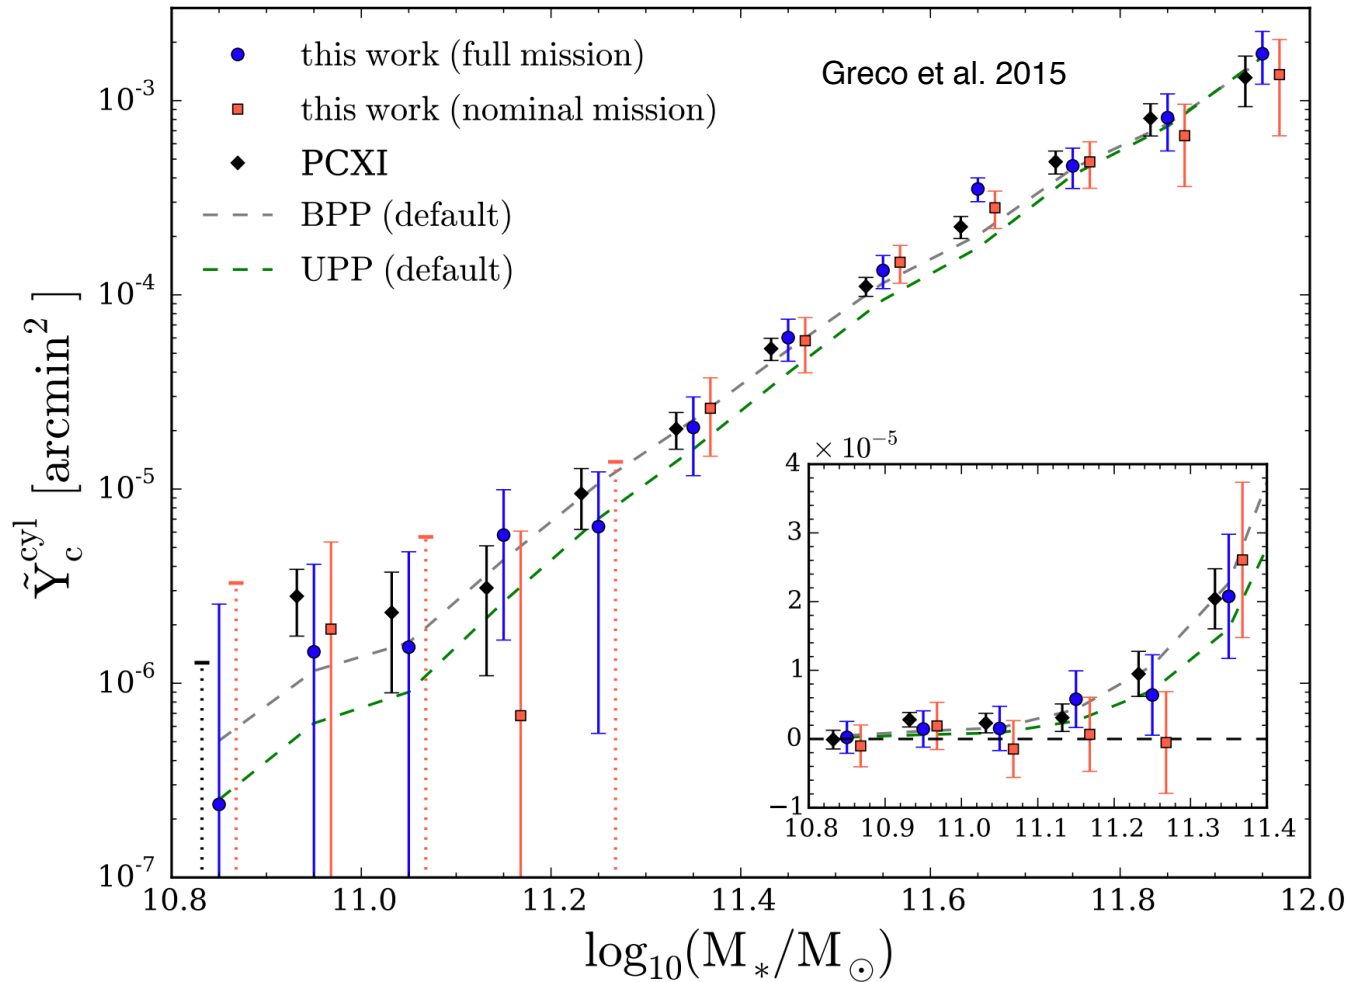 this work (full mission)
this work (nominal mission)
PCXI
BPP (default)
UPP (default)
Greco et al. 2015
10⁻³
10⁻⁴
10⁻⁵
10⁻⁶
10⁻⁷
Ỹ_c^cyl [arcmin²]
× 10⁻⁵
4
3
2
1
0
−1
10.8 10.9 11.0 11.1 11.2 11.3 11.4
10.8 11.0 11.2 11.4 11.6 11.8 12.0
log₁₀(M_*/M_⊙)